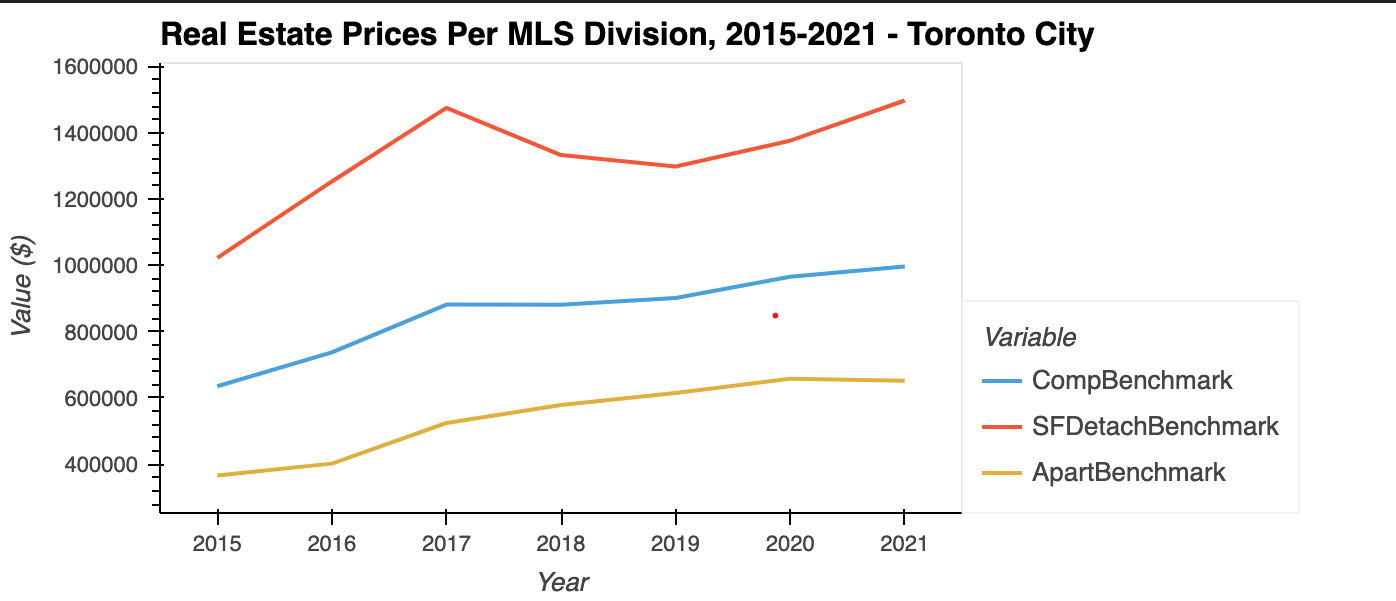 Real Estate Prices Per MLS Division, 2015-2021 - Toronto City
1600000
1400000
1200000
1000000
800000
600000
400000
Value ($)
2015 2016 2017 2018 2019 2020 2021
Year
Variable
CompBenchmark
SFDetachBenchmark
ApartBenchmark